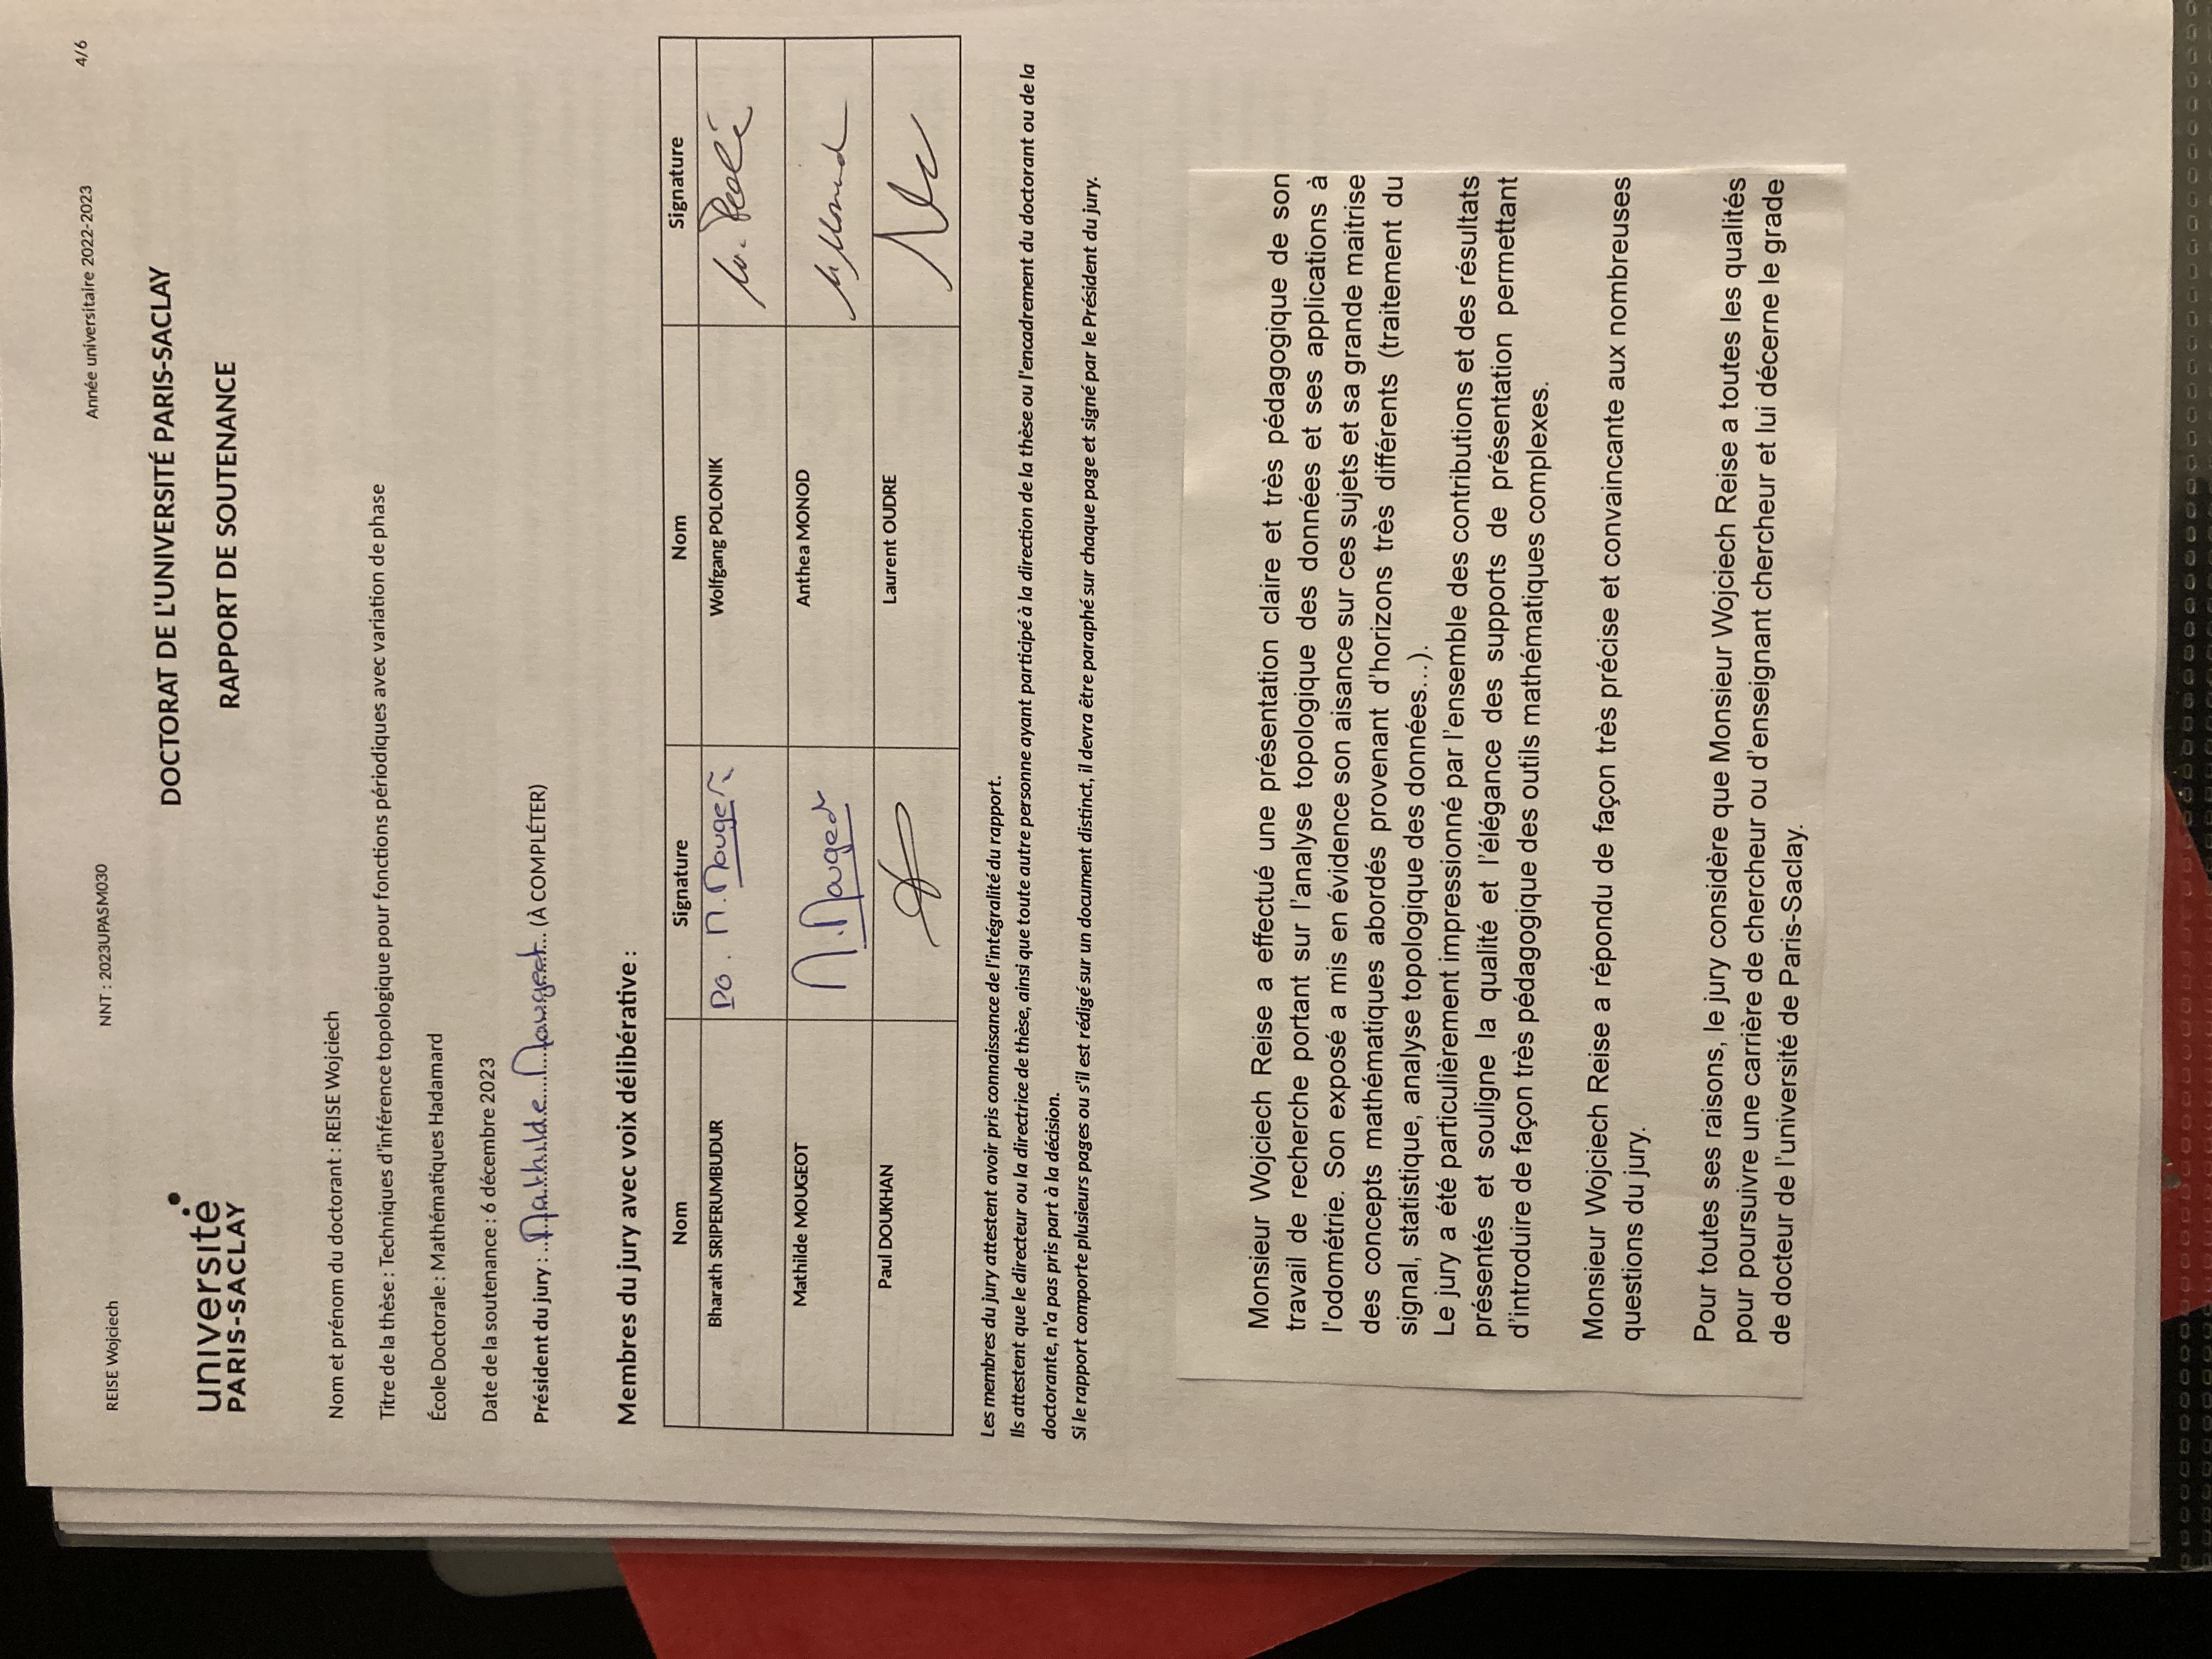 REISE Wojciech
NNT : 2023UPASM030
Année universitaire 2022-2023
4/6
université
PARIS-SACLAY
DOCTORAT DE L'UNIVERSITÉ PARIS-SACLAY
RAPPORT DE SOUTENANCE
Nom et prénom du doctorant : REISE Wojciech
Titre de la thèse : Techniques d'inférence topologique pour fonctions périodiques avec variation de phase
École Doctorale : Mathématiques Hadamard
Date de la soutenance : 6 décembre 2023
Président du jury : Mathilde Mougeot (À COMPLÉTER)
Membres du jury avec voix délibérative :
Nom Signature Nom Signature
Bharath SRIPERUMBUDUR PO. M. Mougeot Wolfgang POLONIK
Mathilde MOUGEOT M. Mougeot Anthea MONOD Monod
Paul DOUKHAN Laurent OUDRE
Les membres du jury attestent avoir pris connaissance de l'intégralité du rapport.
Ils attestent que le directeur ou la directrice de thèse, ainsi que toute autre personne ayant participé à la direction de la thèse ou l'encadrement du doctorant ou de la
doctorante, n'a pas pris part à la décision.
Si le rapport comporte plusieurs pages ou s'il est rédigé sur un document distinct, il devra être paraphé sur chaque page et signé par le Président du jury.
Monsieur Wojciech Reise a effectué une présentation claire et très pédagogique de son
travail de recherche portant sur l'analyse topologique des données et ses applications à
l'odométrie. Son exposé a mis en évidence son aisance sur ces sujets et sa grande maitrise
des concepts mathématiques abordés provenant d'horizons très différents (traitement du
signal, statistique, analyse topologique des données…).
Le jury a été particulièrement impressionné par l'ensemble des contributions et des résultats
présentés et souligne la qualité et l'élégance des supports de présentation permettant
d'introduire de façon très pédagogique des outils mathématiques complexes.
Monsieur Wojciech Reise a répondu de façon très précise et convaincante aux nombreuses
questions du jury.
Pour toutes ses raisons, le jury considère que Monsieur Wojciech Reise a toutes les qualités
pour poursuivre une carrière de chercheur ou d'enseignant chercheur et lui décerne le grade
de docteur de l'université de Paris-Saclay.